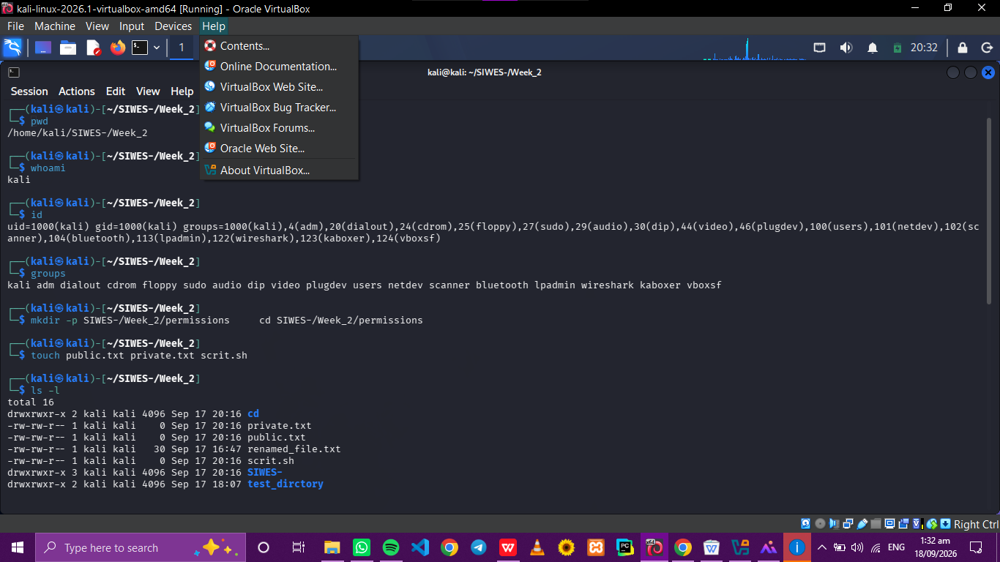 kali-linux-2026.1-virtualbox-amd64 [Running] - Oracle VirtualBox
File Machine View Input Devices Help
1
20:32
Contents...
Online Documentation...
VirtualBox Web Site...
VirtualBox Bug Tracker...
VirtualBox Forums...
Oracle Web Site...
About VirtualBox...
kali@kali: ~/SIWES-/Week_2
Session Actions Edit View Help
┌──(kali㉿kali)-[~/SIWES-/Week_2]
└─$ pwd
/home/kali/SIWES-/Week_2
┌──(kali㉿kali)-[~/SIWES-/Week_2]
└─$ whoami
kali
┌──(kali㉿kali)-[~/SIWES-/Week_2]
└─$ id
uid=1000(kali) gid=1000(kali) groups=1000(kali),4(adm),20(dialout),24(cdrom),25(floppy),27(sudo),29(audio),30(dip),44(video),46(plugdev),100(users),101(netdev),102(sc
anner),104(bluetooth),113(lpadmin),122(wireshark),123(kaboxer),124(vboxsf)
┌──(kali㉿kali)-[~/SIWES-/Week_2]
└─$ groups
kali adm dialout cdrom floppy sudo audio dip video plugdev users netdev scanner bluetooth lpadmin wireshark kaboxer vboxsf
┌──(kali㉿kali)-[~/SIWES-/Week_2]
└─$ mkdir -p SIWES-/Week_2/permissions     cd SIWES-/Week_2/permissions
┌──(kali㉿kali)-[~/SIWES-/Week_2]
└─$ touch public.txt private.txt scrit.sh
┌──(kali㉿kali)-[~/SIWES-/Week_2]
└─$ ls -l
total 16
drwxrwxr-x 2 kali kali 4096 Sep 17 20:16 cd
-rw-rw-r-- 1 kali kali    0 Sep 17 20:16 private.txt
-rw-rw-r-- 1 kali kali    0 Sep 17 20:16 public.txt
-rw-rw-r-- 1 kali kali   30 Sep 17 16:47 renamed_file.txt
-rw-rw-r-- 1 kali kali    0 Sep 17 20:16 scrit.sh
drwxrwxr-x 3 kali kali 4096 Sep 17 20:16 SIWES-
drwxrwxr-x 2 kali kali 4096 Sep 17 18:07 test_dirctory
Right Ctrl
Type here to search
ENG
1:32 am
18/09/2026